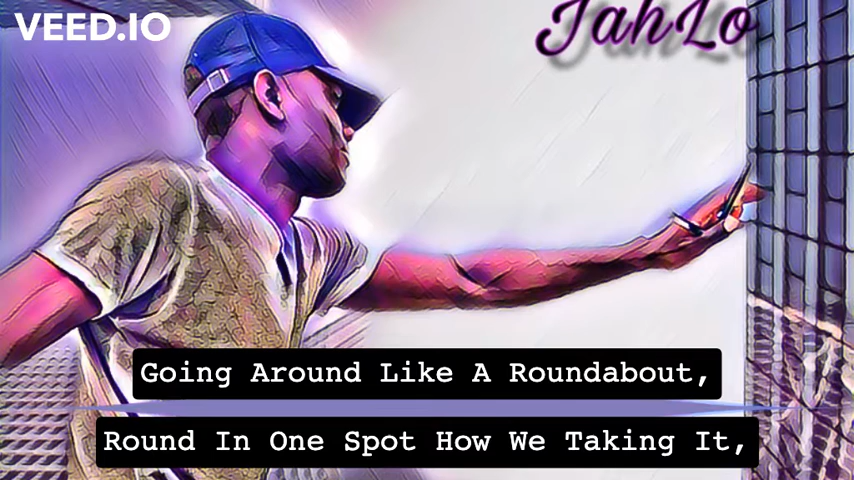 VEED.IO
JahLo
Going Around Like A Roundabout,
Round In One Spot How We Taking It,